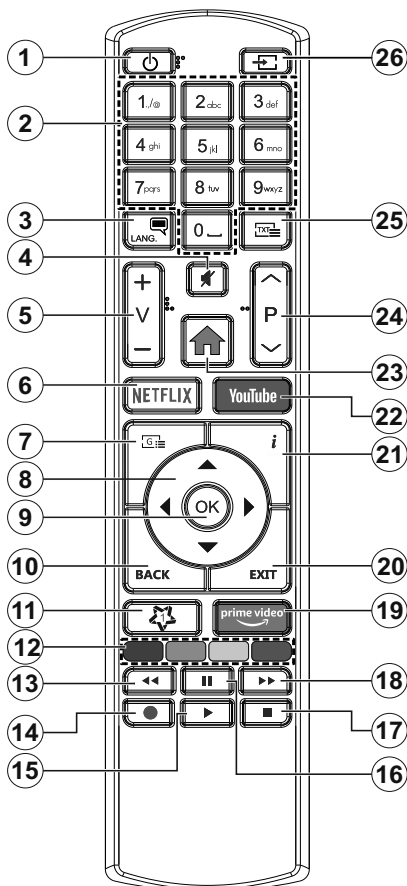 1 26
2
1.,/@ 2abc 3def
4ghi 5jkl 6mno
7pqrs 8tuv 9wxyz
3 LANG. 0 TXT 25
4
5 + V − P 24
23
6 NETFLIX YouTube 22
7 G i 21
8
9 OK
10 BACK EXIT 20
11 1 prime video 19
12
13 18
14 17
15 16